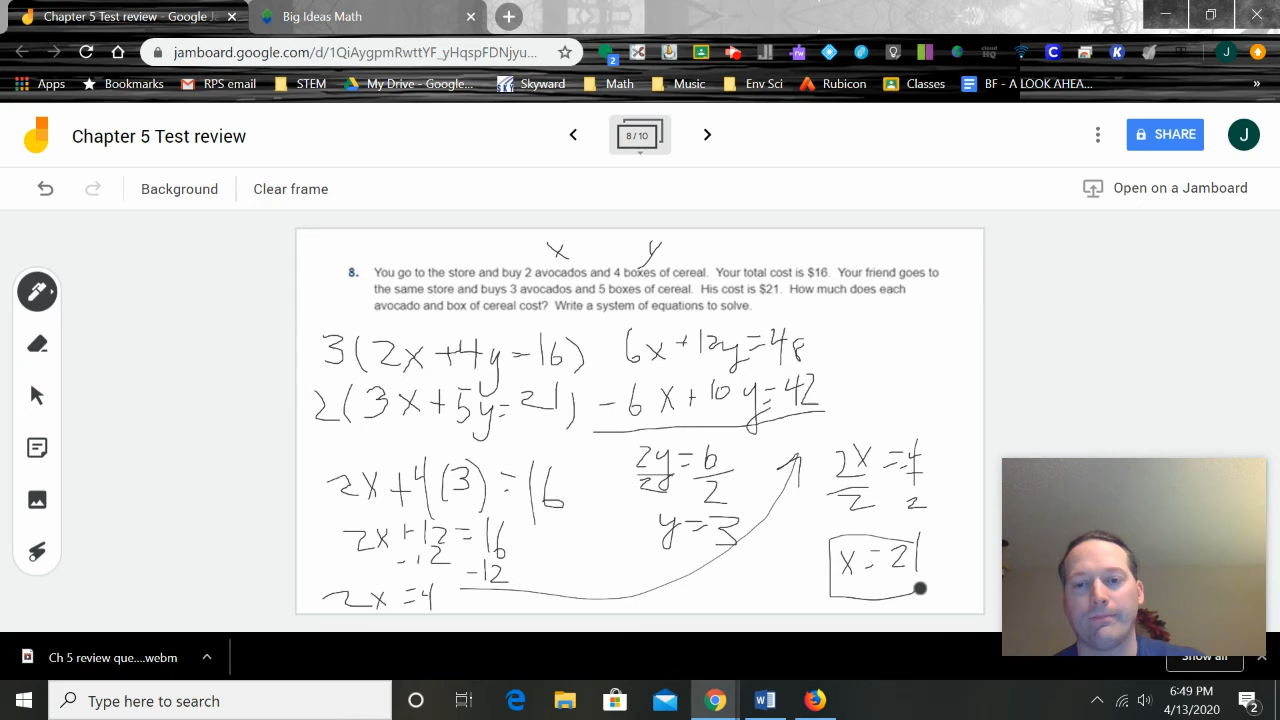 Chapter 5 Test review - Google J
Big Ideas Math
jamboard.google.com/d/1QiAygpmRwttYF_yHqspFDNjyu...
Apps Bookmarks RPS email STEM My Drive - Google... Skyward Math Music Env Sci Rubicon Classes BF - A LOOK AHEA... »
Chapter 5 Test review
8 / 10
SHARE
J
Background
Clear frame
Open on a Jamboard
x y
8. You go to the store and buy 2 avocados and 4 boxes of cereal. Your total cost is $16. Your friend goes to
the same store and buys 3 avocados and 5 boxes of cereal. His cost is $21. How much does each
avocado and box of cereal cost? Write a system of equations to solve.
3(2x+4y=16) 6x+12y=48
2(3x+5y=21) -6x+10y=42
2y=6
2y 2
y=3
2x+4(3)=16
2x+12=16
-12 -12
2x=4
2x=4
2 2
x=2
Ch 5 review que....webm
Show all
Type here to search
6:49 PM
4/13/2020
2